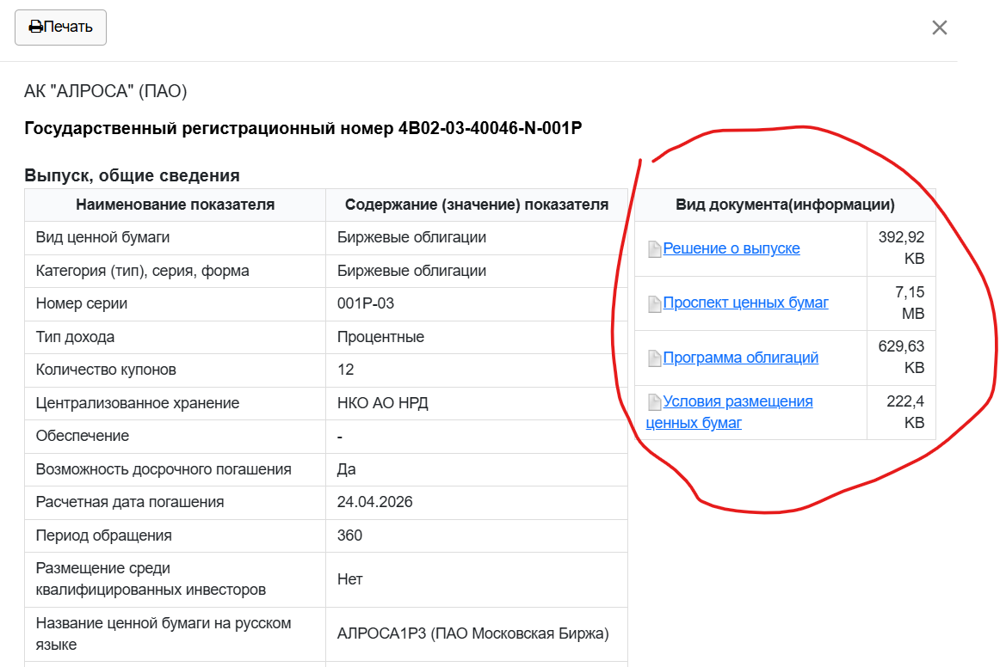 Печать
АК "АЛРОСА" (ПАО)
Государственный регистрационный номер 4B02-03-40046-N-001P
Выпуск, общие сведения
Наименование показателя Содержание (значение) показателя
Вид ценной бумаги Биржевые облигации
Категория (тип), серия, форма Биржевые облигации
Номер серии 001P-03
Тип дохода Процентные
Количество купонов 12
Централизованное хранение НКО АО НРД
Обеспечение -
Возможность досрочного погашения Да
Расчетная дата погашения 24.04.2026
Период обращения 360
Размещение среди
квалифицированных инвесторов Нет
Название ценной бумаги на русском
языке АЛРОСА1Р3 (ПАО Московская Биржа)
Вид документа(информации)
Решение о выпуске 392,92
KB
Проспект ценных бумаг 7,15
MB
Программа облигаций 629,63
KB
Условия размещения 222,4
ценных бумаг KB